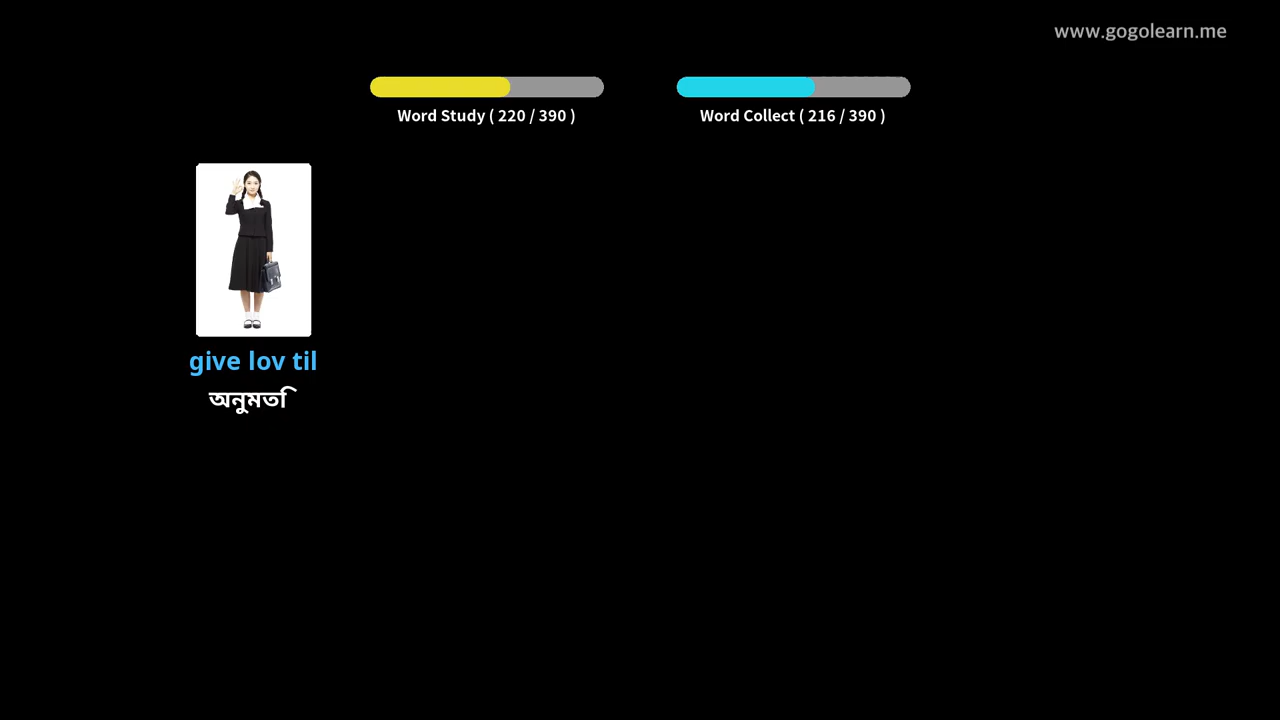 www.gogolearn.me
Word Study ( 220 / 390 )
Word Collect ( 216 / 390 )
give lov til
অনুমতি